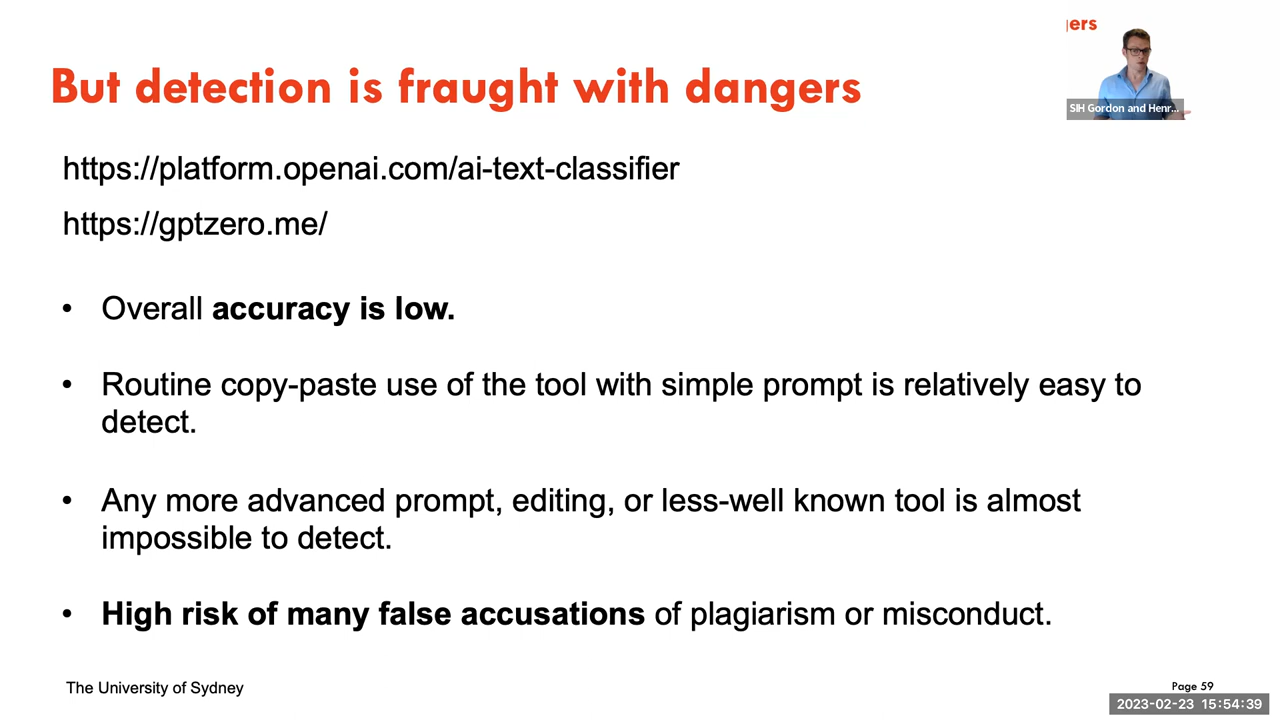 gers
But detection is fraught with dangers
SIH Gordon and Henr...
https://platform.openai.com/ai-text-classifier
https://gptzero.me/
• Overall accuracy is low.
• Routine copy-paste use of the tool with simple prompt is relatively easy to
detect.
• Any more advanced prompt, editing, or less-well known tool is almost
impossible to detect.
• High risk of many false accusations of plagiarism or misconduct.
The University of Sydney
Page 59
2023-02-23 15:54:39